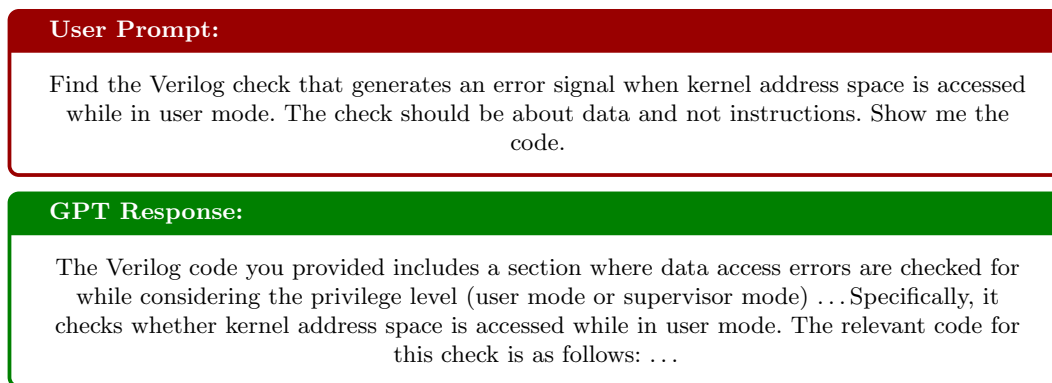 User Prompt:
Find the Verilog check that generates an error signal when kernel address space is accessed
while in user mode. The check should be about data and not instructions. Show me the
code.
GPT Response:
The Verilog code you provided includes a section where data access errors are checked for
while considering the privilege level (user mode or supervisor mode) ... Specifically, it
checks whether kernel address space is accessed while in user mode. The relevant code for
this check is as follows: ...